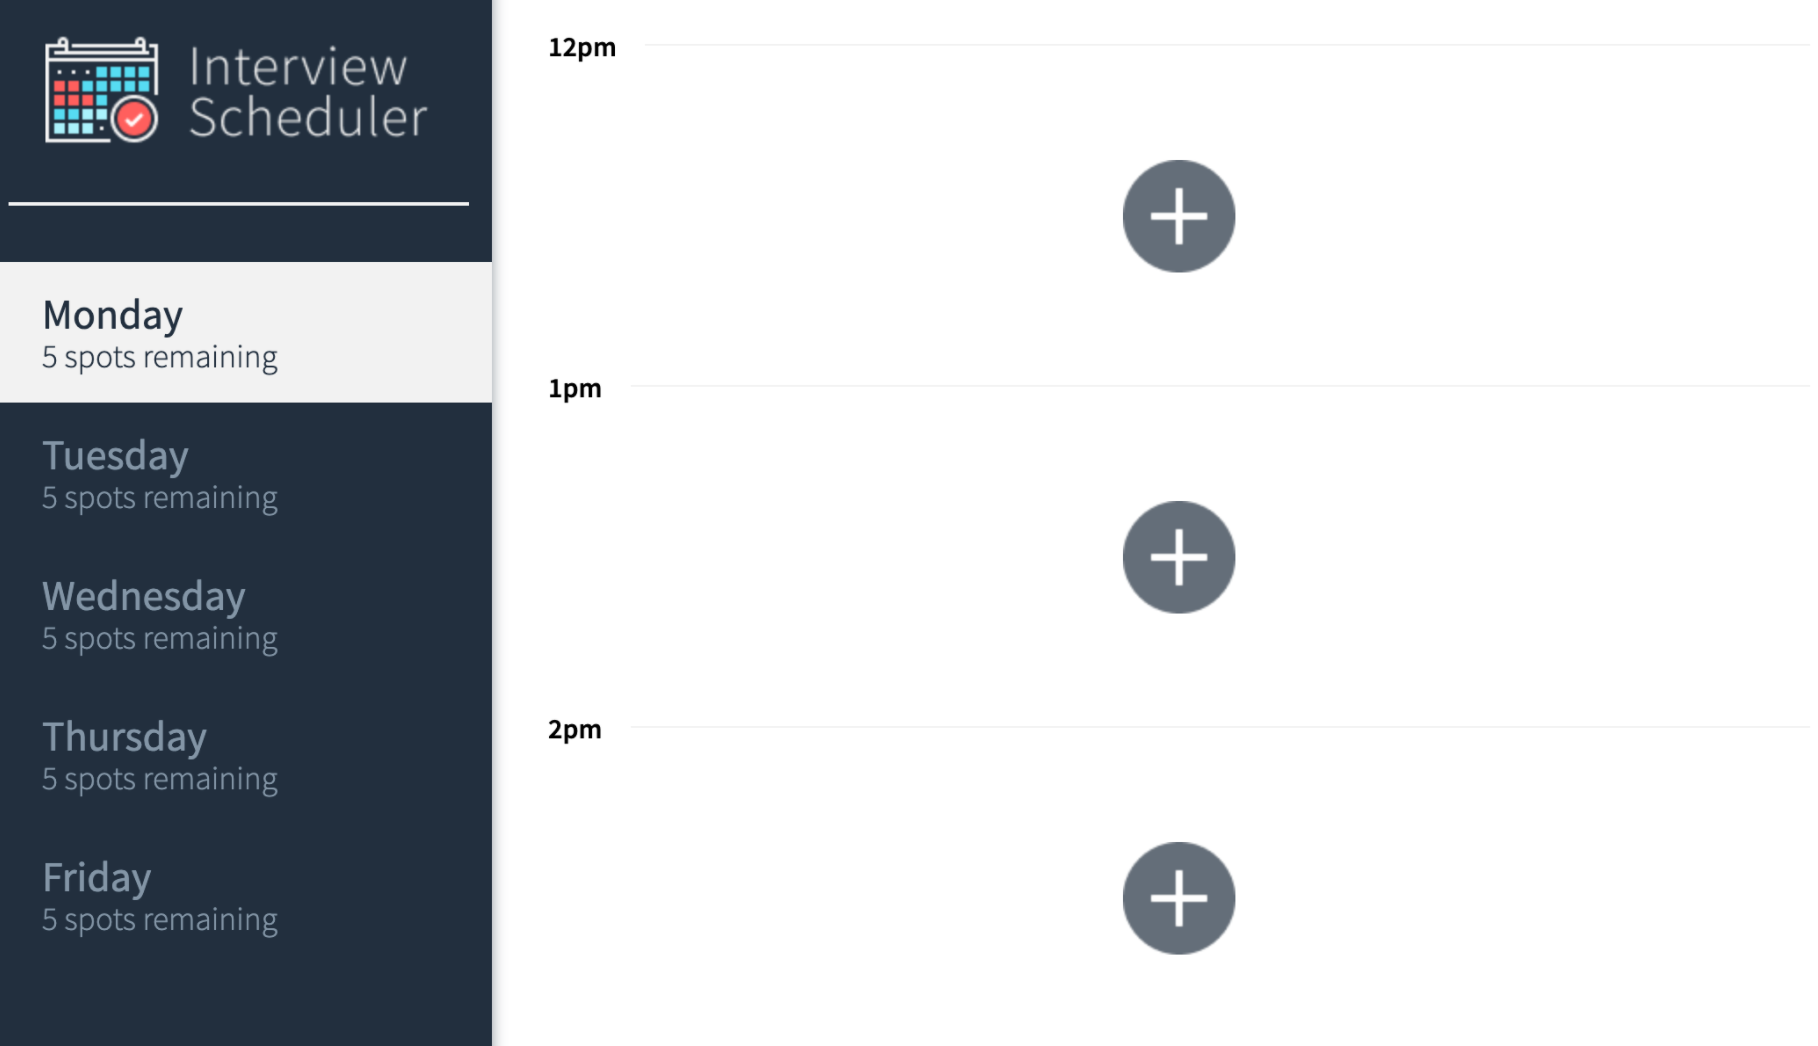 Interview
Scheduler
Monday
5 spots remaining
Tuesday
5 spots remaining
Wednesday
5 spots remaining
Thursday
5 spots remaining
Friday
5 spots remaining
12pm
1pm
2pm